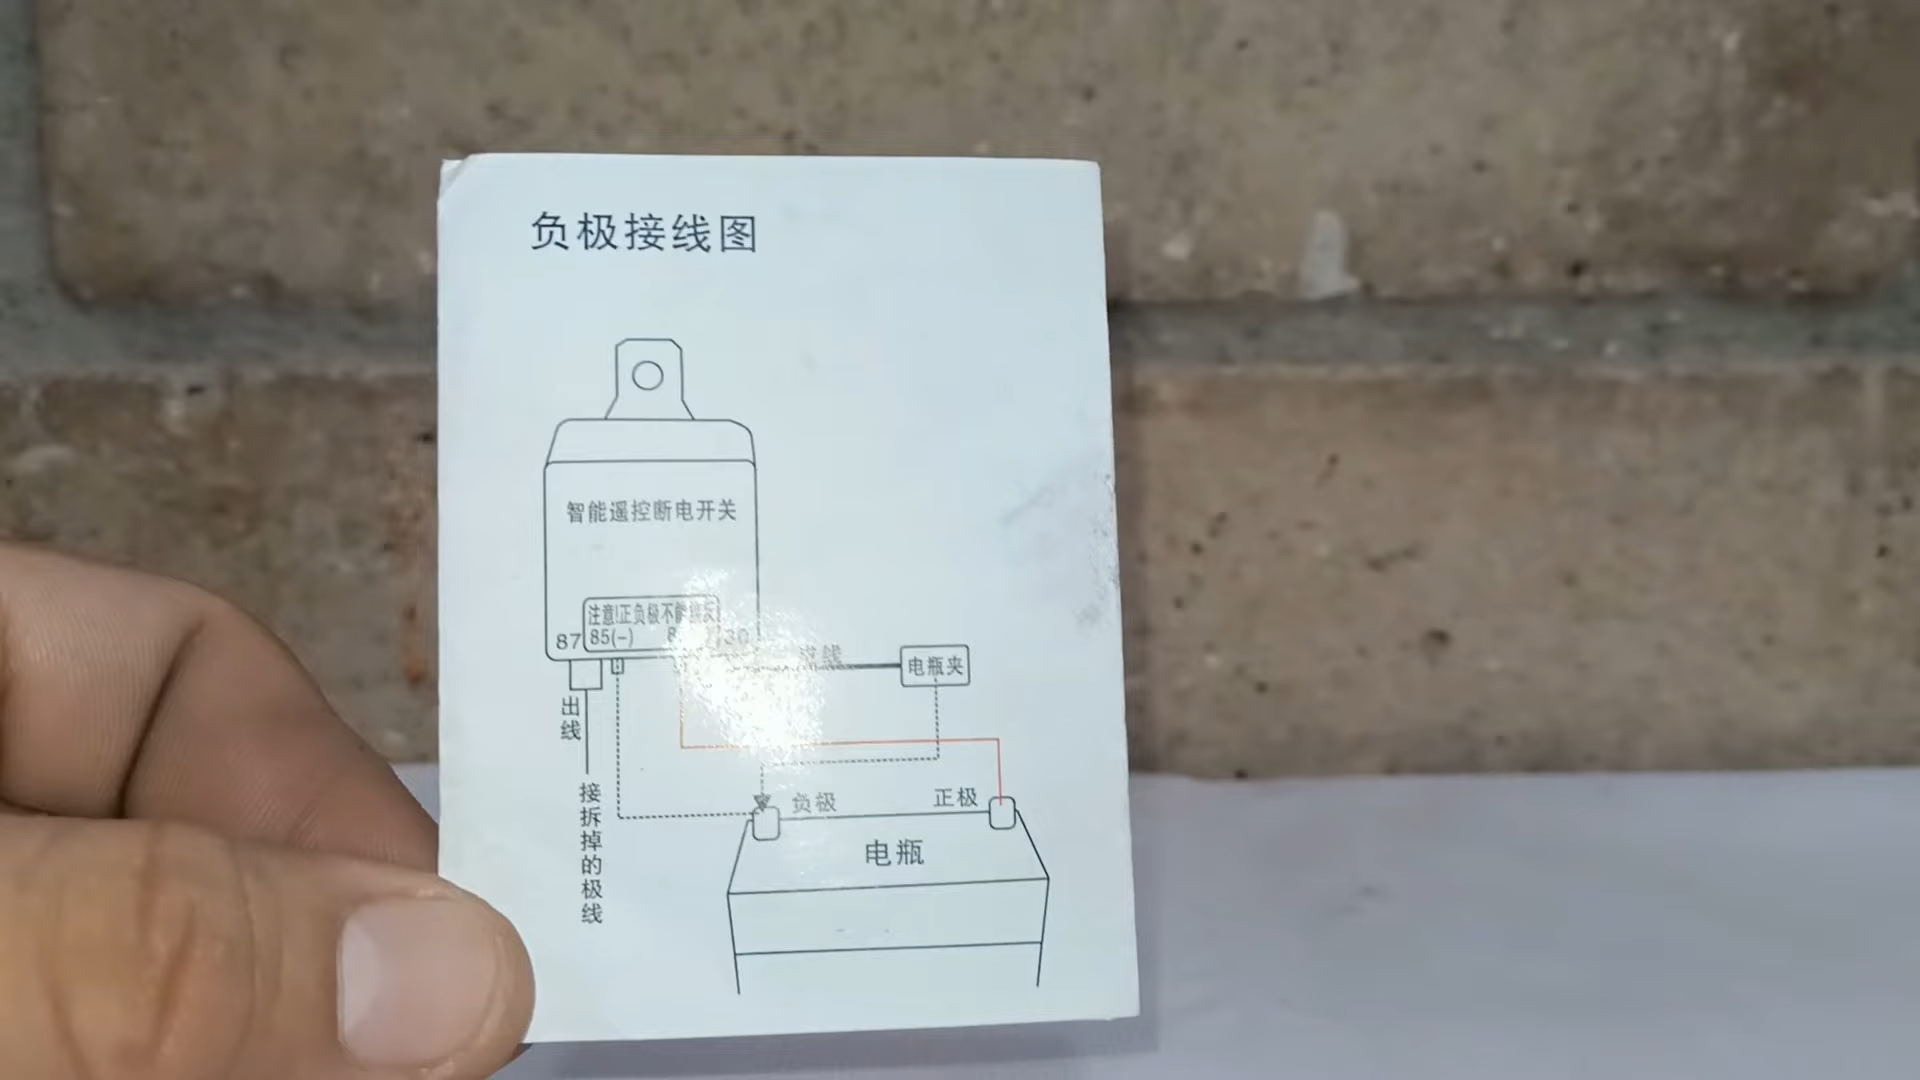 负极接线图
智能遥控断电开关
注意!正负极不能接反
87 85(-) 30
线
电瓶夹
出线
接拆掉的极线
负极
正极
电瓶